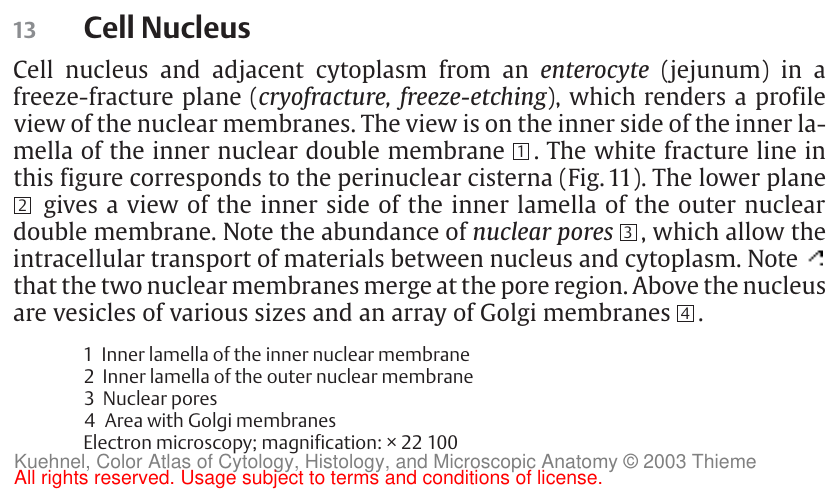 13 Cell Nucleus
Cell nucleus and adjacent cytoplasm from an enterocyte (jejunum) in a
freeze-fracture plane (cryofracture, freeze-etching), which renders a profile
view of the nuclear membranes. The view is on the inner side of the inner la-
mella of the inner nuclear double membrane 1. The white fracture line in
this figure corresponds to the perinuclear cisterna (Fig. 11). The lower plane
2 gives a view of the inner side of the inner lamella of the outer nuclear
double membrane. Note the abundance of nuclear pores 3, which allow the
intracellular transport of materials between nucleus and cytoplasm. Note
that the two nuclear membranes merge at the pore region. Above the nucleus
are vesicles of various sizes and an array of Golgi membranes 4.
1 Inner lamella of the inner nuclear membrane
2 Inner lamella of the outer nuclear membrane
3 Nuclear pores
4 Area with Golgi membranes
Electron microscopy; magnification: × 22 100
Kuehnel, Color Atlas of Cytology, Histology, and Microscopic Anatomy © 2003 Thieme
All rights reserved. Usage subject to terms and conditions of license.